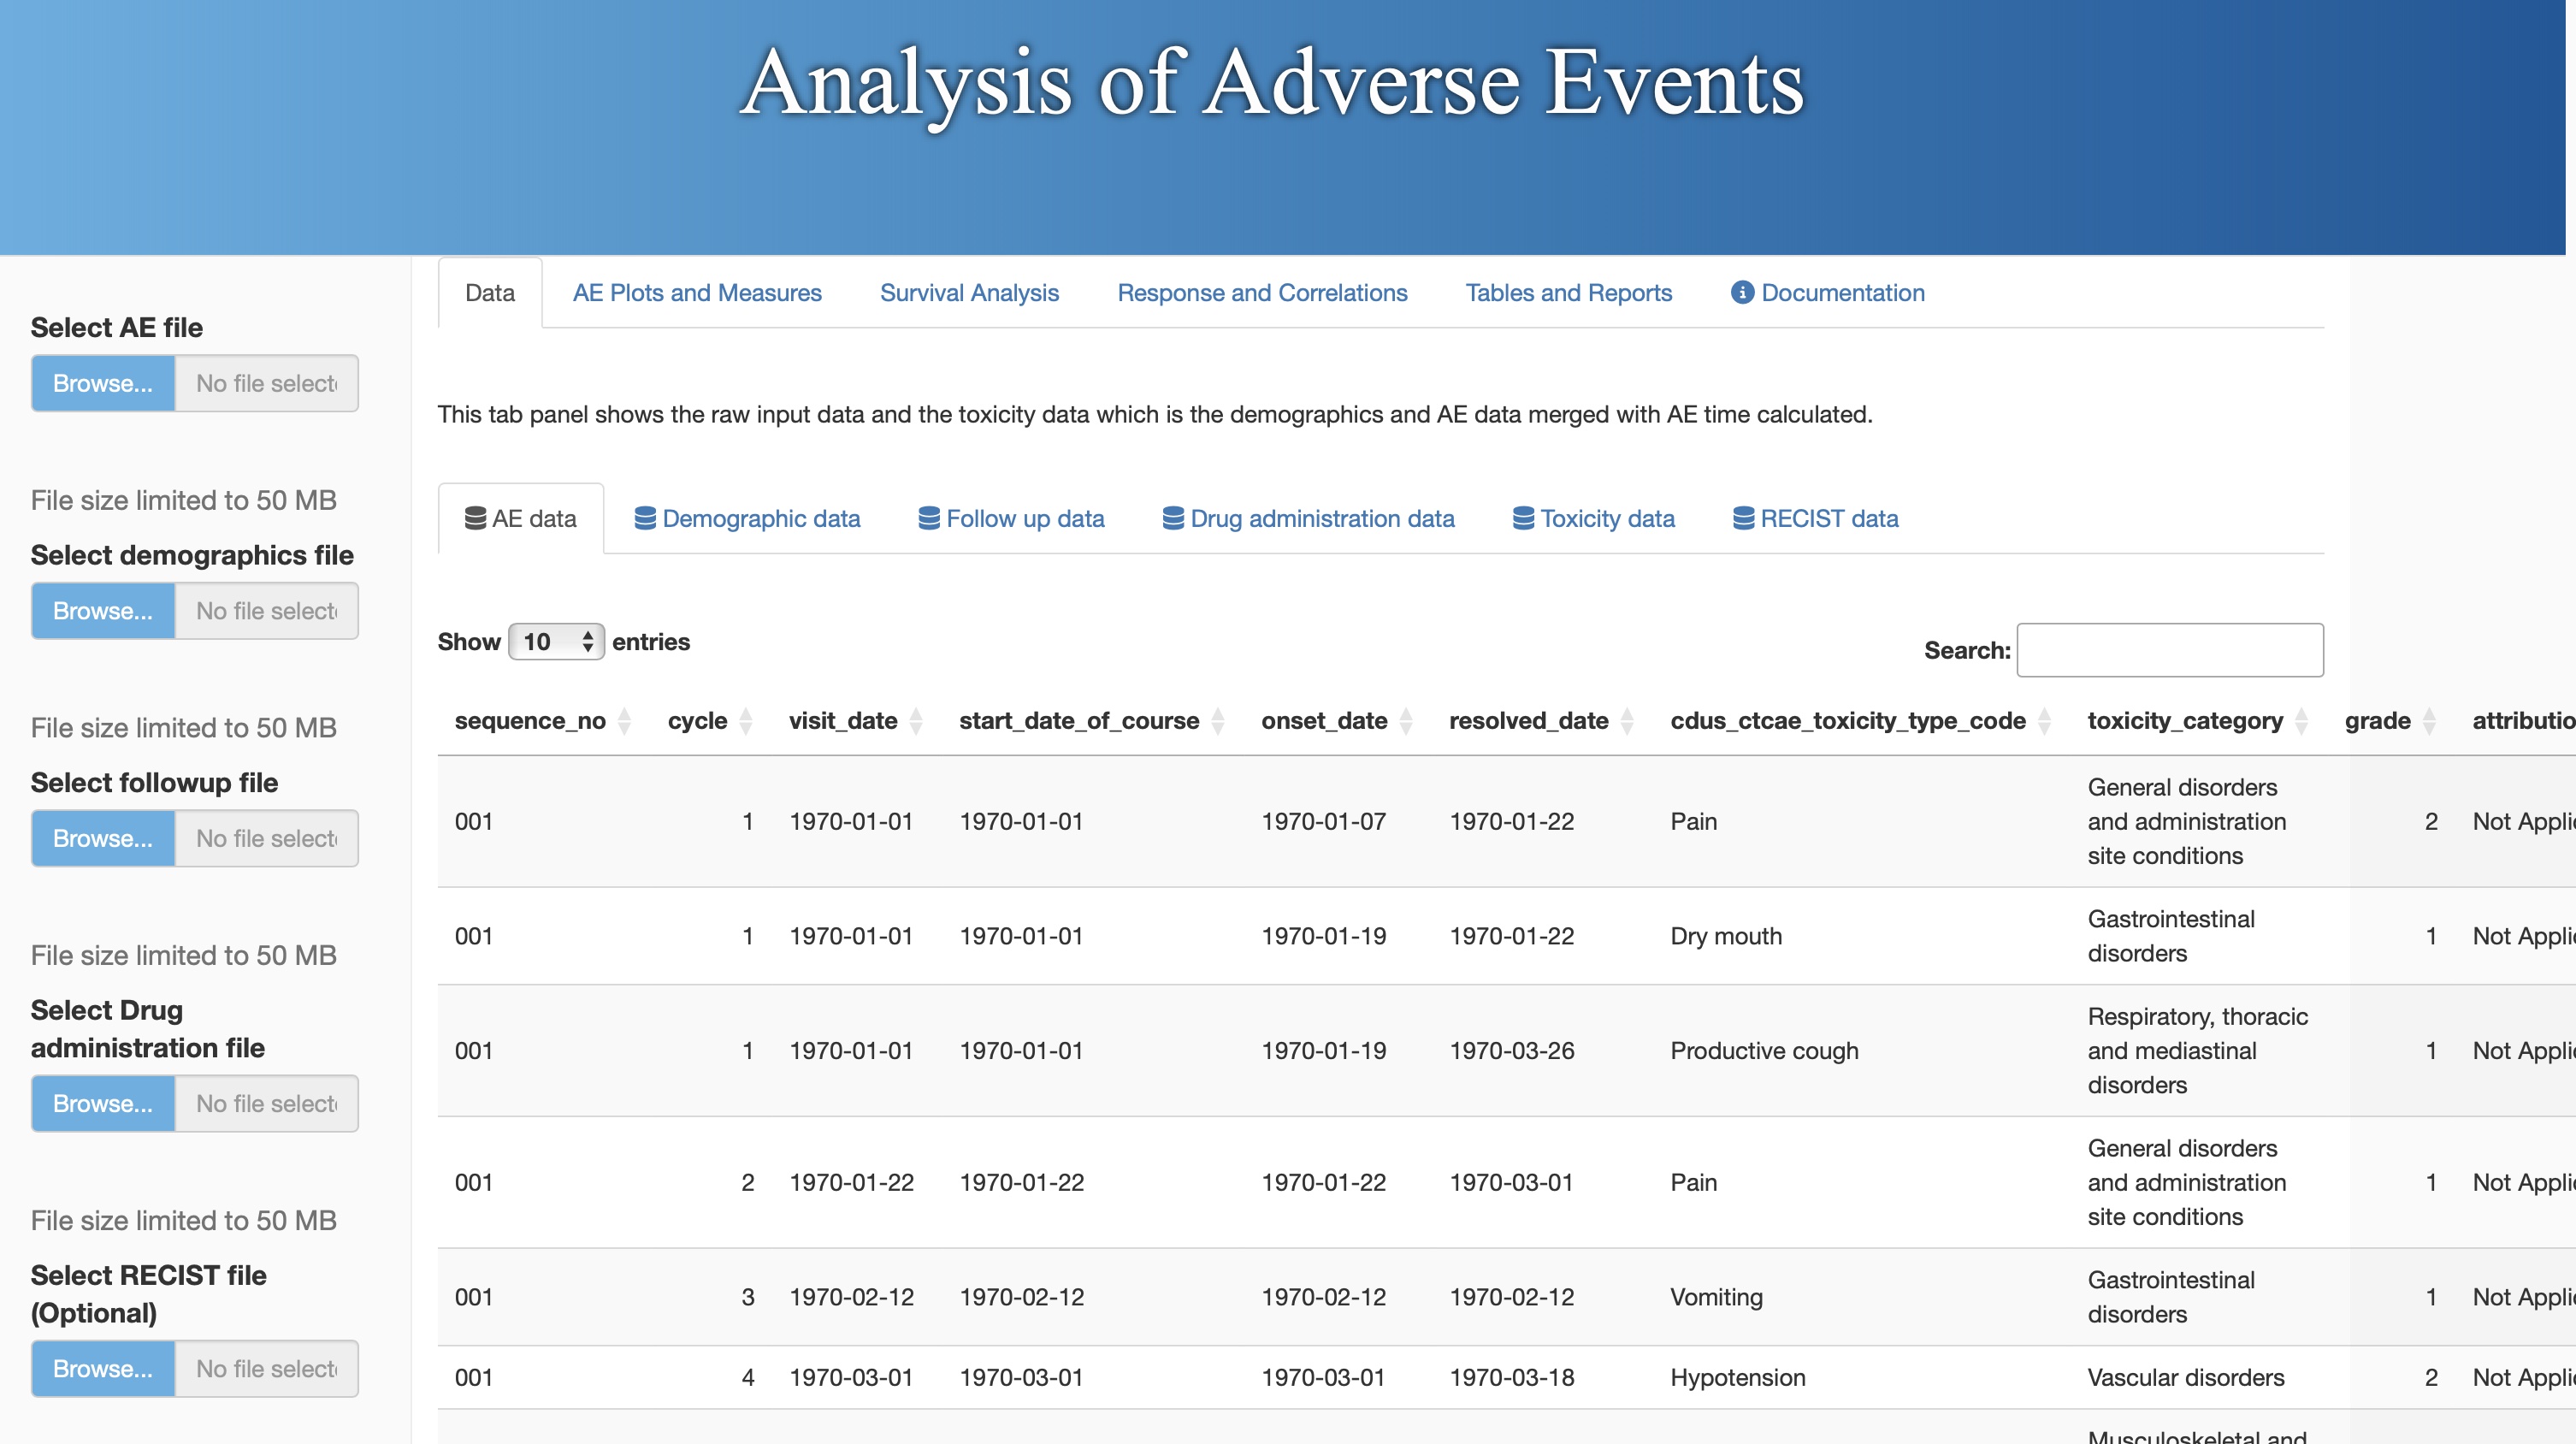 Analysis of Adverse Events
Data AE Plots and Measures Survival Analysis Response and Correlations Tables and Reports Documentation
Select AE file
Browse... No file
This tab panel shows the raw input data and the toxicity data which is the demographics and AE data merged with AE time calculated.
File size limited to 50 MB
AE data Demographic data Follow up data Drug administration data Toxicity data RECIST data
Select demographics file
Browse... No file
Show 10 entries Search:
File size limited to 50 MB
Select followup file
Browse... No file
File size limited to 50 MB
Select Drug
administration file
Browse... No file
File size limited to 50 MB
Select RECIST file
(Optional)
Browse... No file
sequence_no cycle visit_date start_date_of_course onset_date resolved_date cdus_ctcae_toxicity_type_code toxicity_category grade
001 1 1970-01-01 1970-01-01 1970-01-07 1970-01-22 Pain General disorders
and administration
site conditions 2 Not
001 1 1970-01-01 1970-01-01 1970-01-19 1970-01-22 Dry mouth Gastrointestinal
disorders 1 Not
001 1 1970-01-01 1970-01-01 1970-01-19 1970-03-26 Productive cough Respiratory, thoracic
and mediastinal
disorders 1 Not
001 2 1970-01-22 1970-01-22 1970-01-22 1970-03-01 Pain General disorders
and administration
site conditions 1 Not
001 3 1970-02-12 1970-02-12 1970-02-12 1970-02-12 Vomiting Gastrointestinal
disorders 1 Not
001 4 1970-03-01 1970-03-01 1970-03-01 1970-03-18 Hypotension Vascular disorders 2 Not
Musculoskeletal and